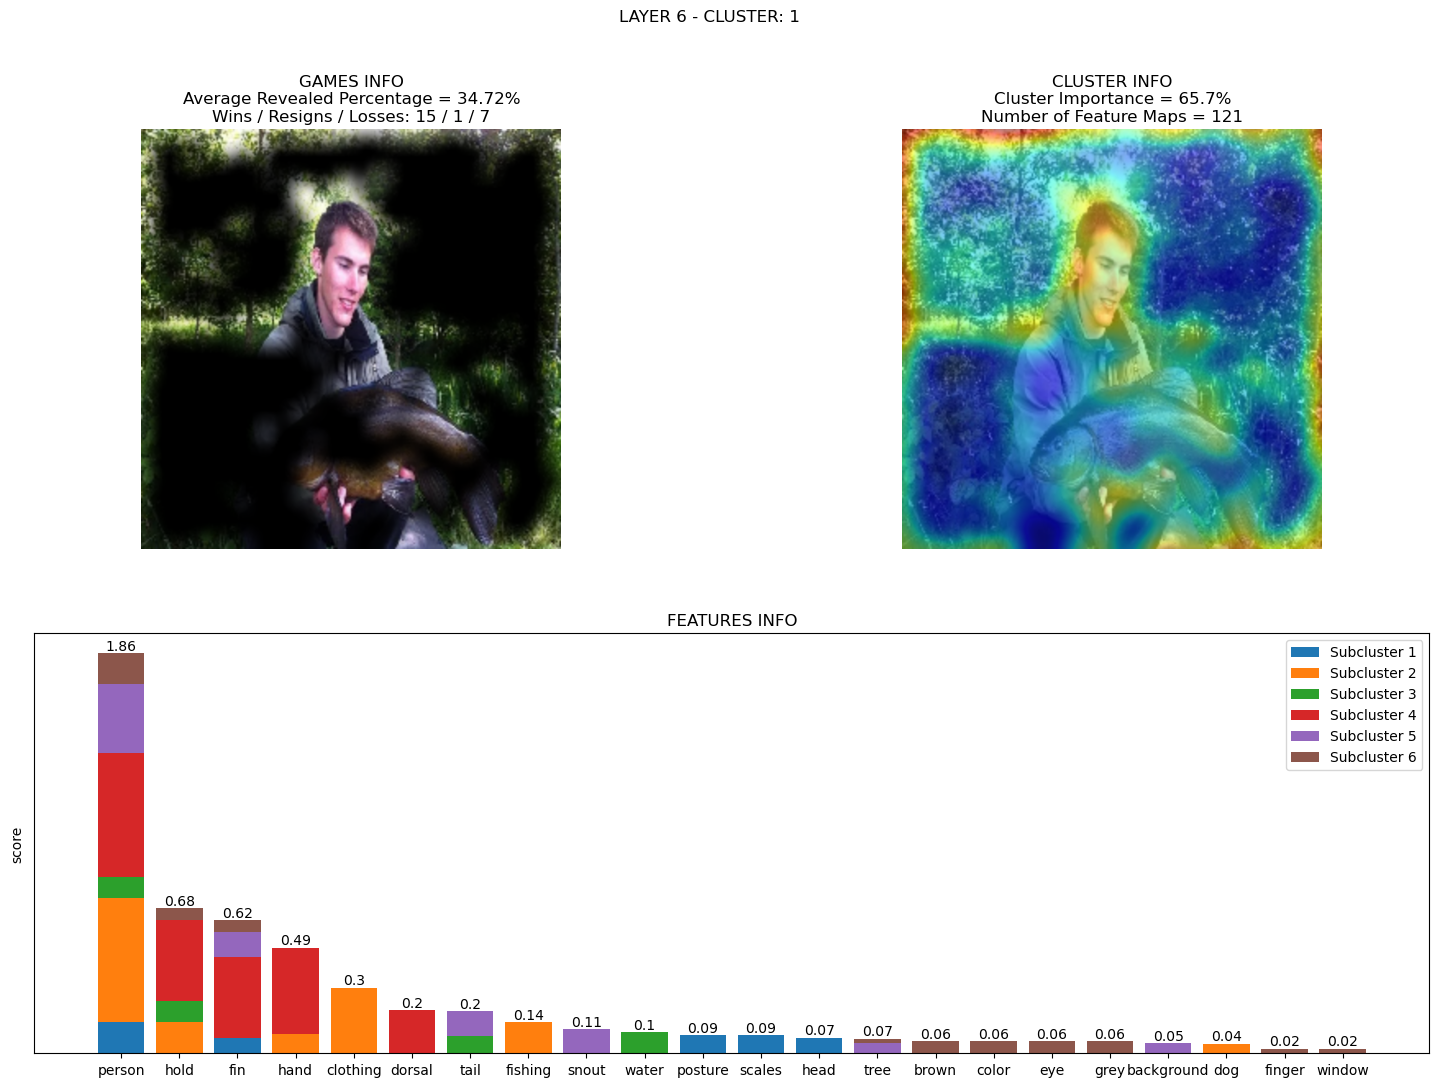 LAYER 6 - CLUSTER: 1
GAMES INFO
Average Revealed Percentage = 34.72%
Wins / Resigns / Losses: 15 / 1 / 7
CLUSTER INFO
Cluster Importance = 65.7%
Number of Feature Maps = 121
FEATURES INFO
Subcluster 1
Subcluster 2
Subcluster 3
Subcluster 4
Subcluster 5
Subcluster 6
score
1.86
0.68
0.62
0.49
0.3
0.2
0.2
0.14
0.11
0.1
0.09
0.09
0.07
0.07
0.06
0.06
0.06
0.06
0.05
0.04
0.02
0.02
person
hold
fin
hand
clothing
dorsal
tail
fishing
snout
water
posture
scales
head
tree
brown
color
eye
grey
background
dog
finger
window